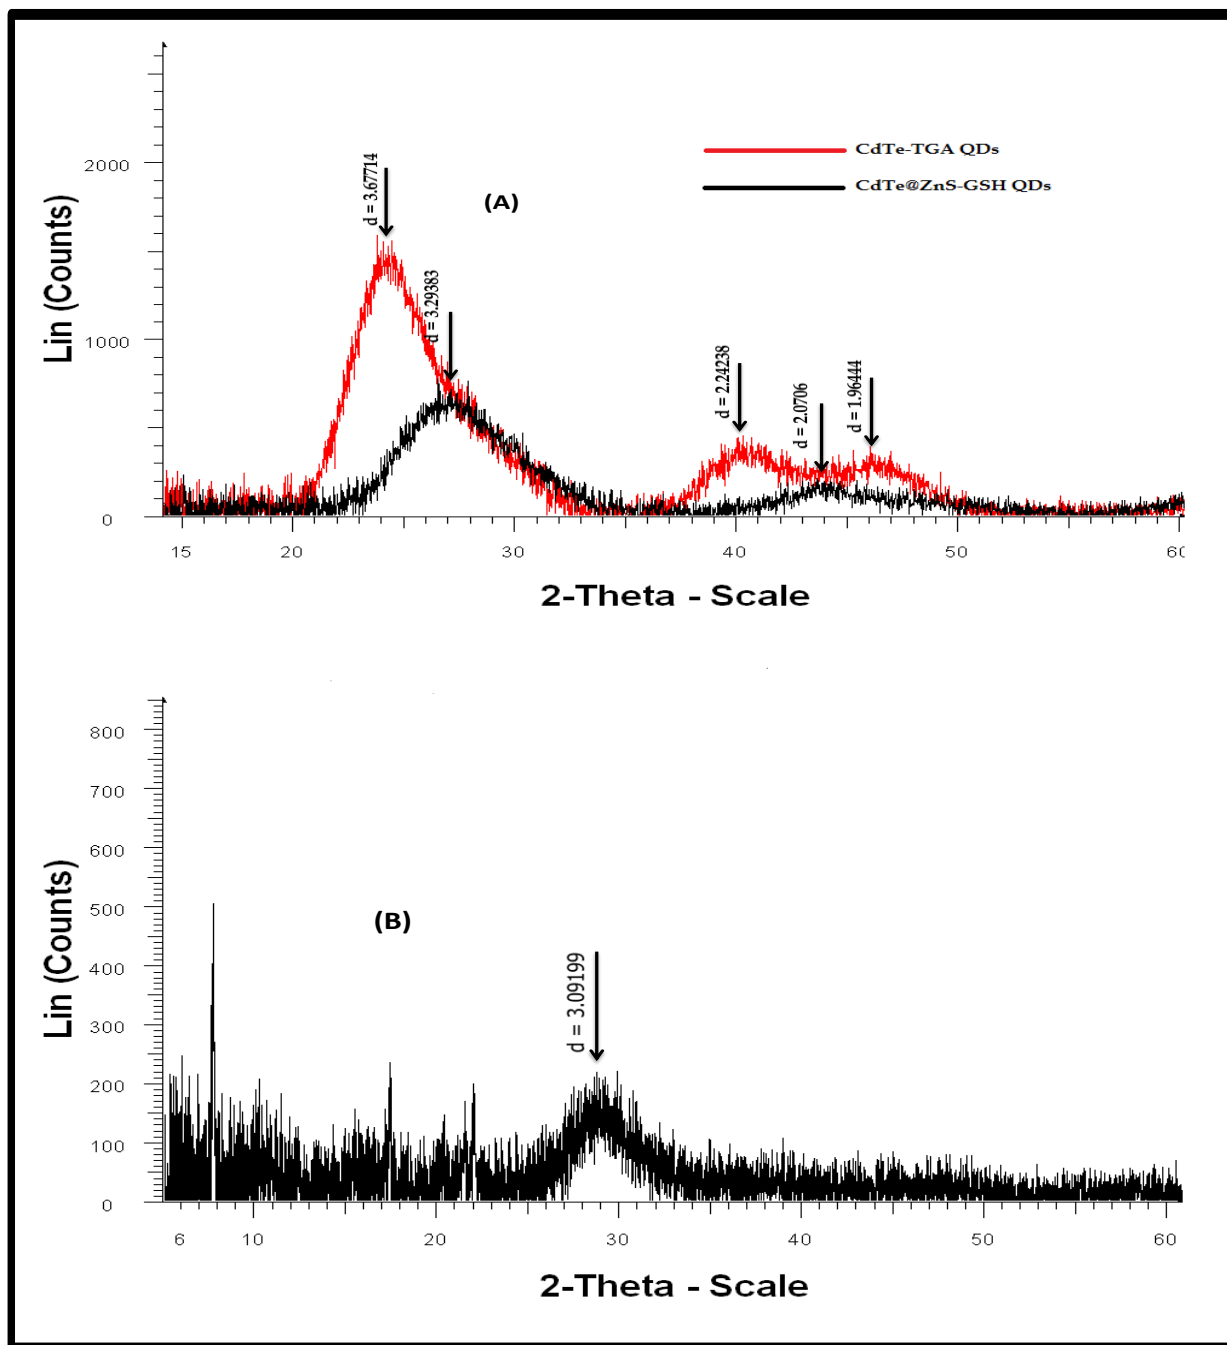 CdTe-TGA QDs
CdTe@ZnS-GSH QDs
(A)
d = 3.67714
d = 3.29383
d = 2.24238
d = 2.0706
d = 1.96444
Lin (Counts)
2000
1000
0
15 20 30 40 50 60
2-Theta - Scale
(B)
d = 3.09199
Lin (Counts)
800
700
600
500
400
300
200
100
0
6 10 20 30 40 50 60
2-Theta - Scale